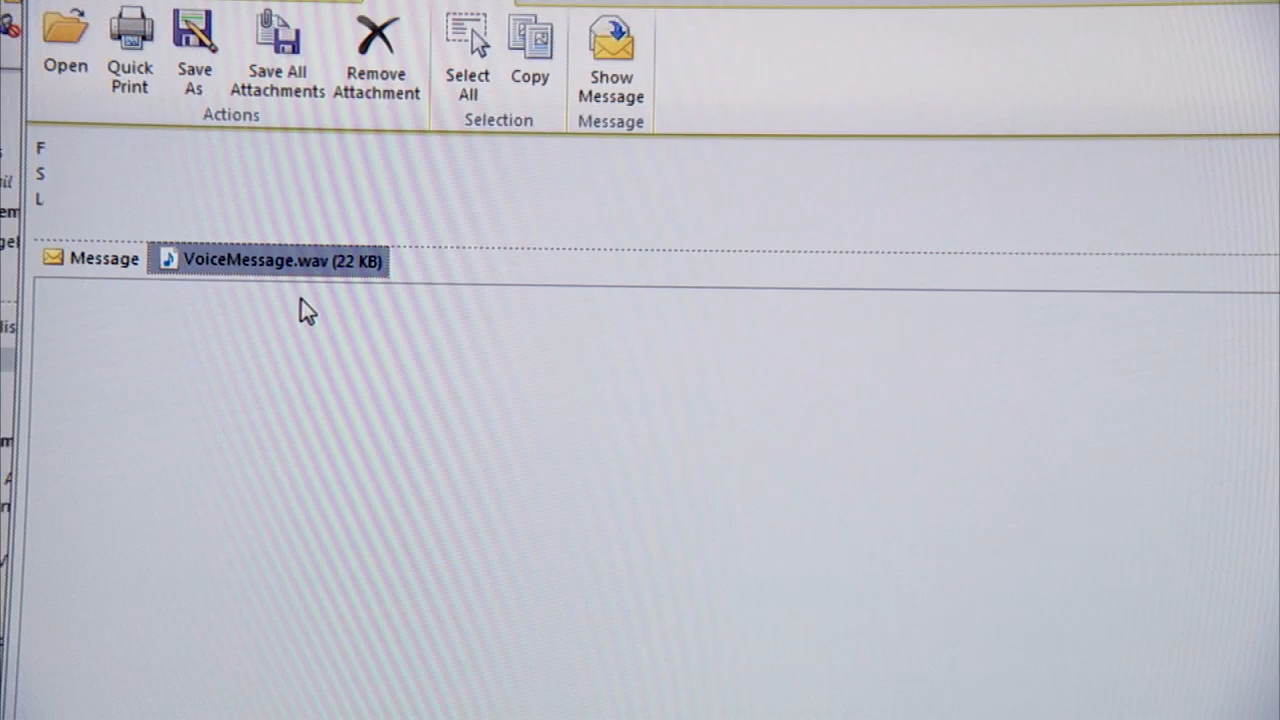 Open
Quick Print
Save As
Save All Attachments
Remove Attachment
Actions
Select All
Copy
Selection
Show Message
Message
F
S
L
Message
VoiceMessage.wav (22 KB)